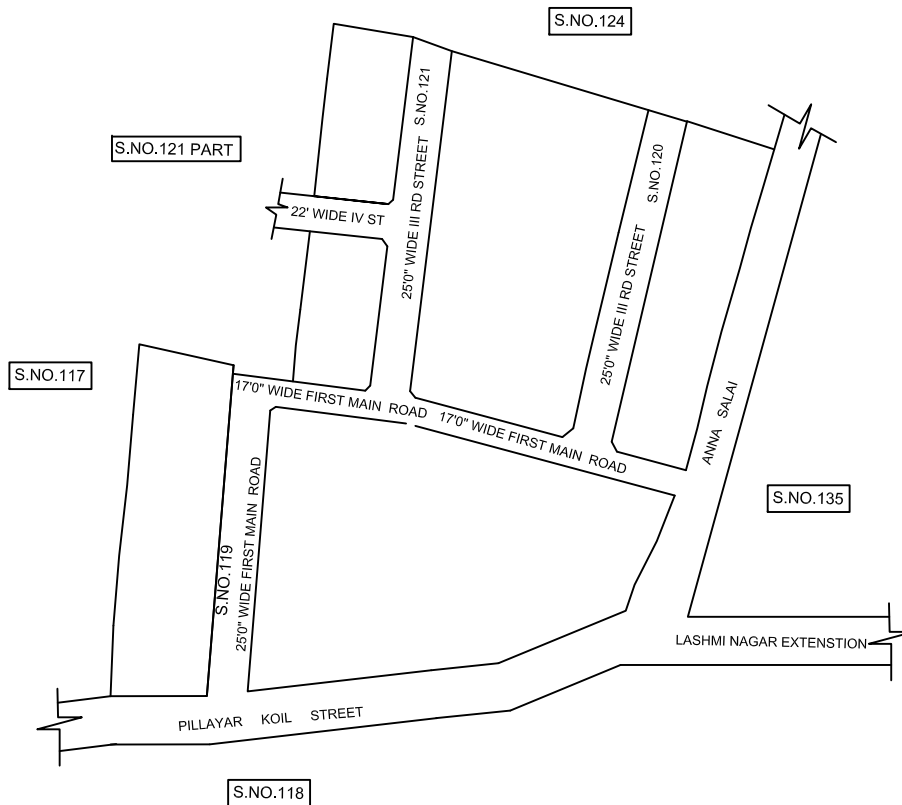 S.NO.124
S.NO.121 PART
25'0" WIDE III RD STREET S.NO.121
25'0" WIDE III RD STREET S.NO.120
22' WIDE IV ST
S.NO.117
17'0" WIDE FIRST MAIN ROAD
17'0" WIDE FIRST MAIN ROAD
ANNA SALAI
S.NO.135
S.NO.119
25'0" WIDE FIRST MAIN ROAD
LASHMI NAGAR EXTENSTION
PILLAYAR KOIL STREET
S.NO.118